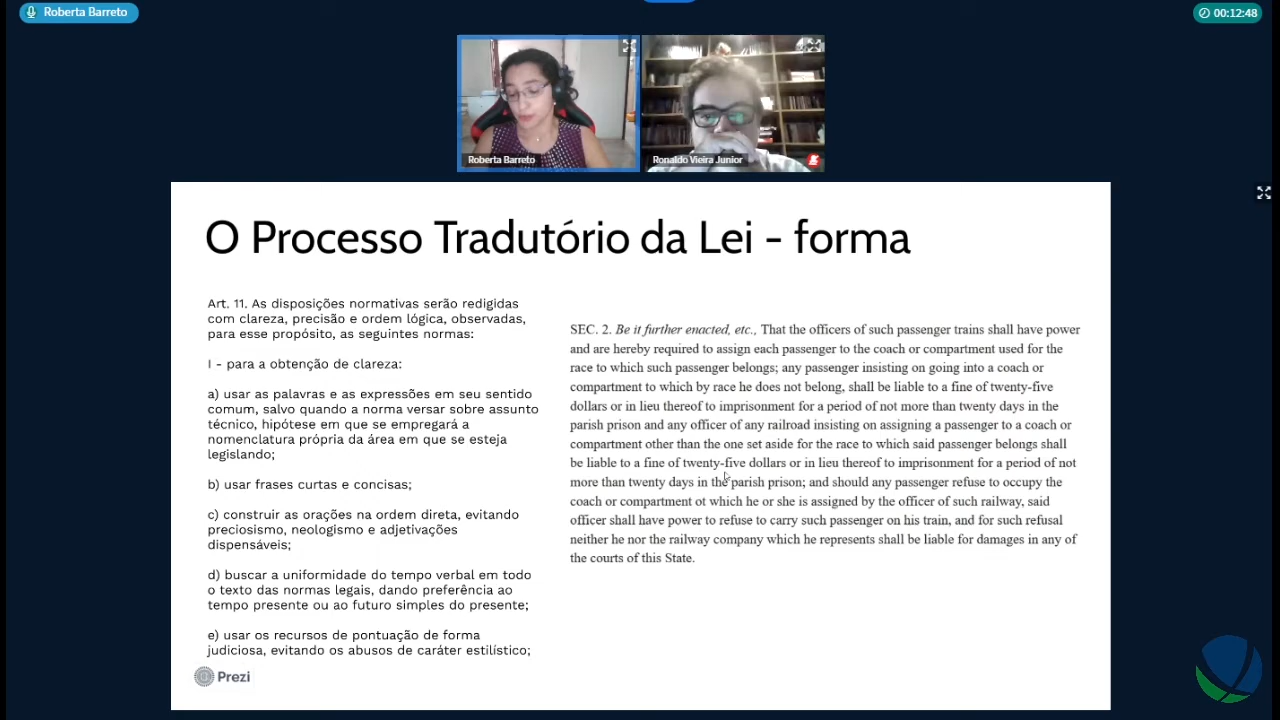 Roberta Barreto
00:12:48
Roberta Barreto
Ronaldo Vieira Junior
O Processo Tradutório da Lei - forma
Art. 11. As disposições normativas serão redigidas
com clareza, precisão e ordem lógica, observadas,
para esse propósito, as seguintes normas:
I - para a obtenção de clareza:
a) usar as palavras e as expressões em seu sentido
comum, salvo quando a norma versar sobre assunto
técnico, hipótese em que se empregará a
nomenclatura própria da área em que se esteja
legislando;
b) usar frases curtas e concisas;
c) construir as orações na ordem direta, evitando
preciosismo, neologismo e adjetivações
dispensáveis;
d) buscar a uniformidade do tempo verbal em todo
o texto das normas legais, dando preferência ao
tempo presente ou ao futuro simples do presente;
e) usar os recursos de pontuação de forma
judiciosa, evitando os abusos de caráter estilístico;
Prezi
SEC. 2. Be it further enacted, etc., That the officers of such passenger trains shall have power
and are hereby required to assign each passenger to the coach or compartment used for the
race to which such passenger belongs; any passenger insisting on going into a coach or
compartment to which by race he does not belong, shall be liable to a fine of twenty-five
dollars or in lieu thereof to imprisonment for a period of not more than twenty days in the
parish prison and any officer of any railroad insisting on assigning a passenger to a coach or
compartment other than the one set aside for the race to which said passenger belongs shall
be liable to a fine of twenty-five dollars or in lieu thereof to imprisonment for a period of not
more than twenty days in the parish prison; and should any passenger refuse to occupy the
coach or compartment ot which he or she is assigned by the officer of such railway, said
officer shall have power to refuse to carry such passenger on his train, and for such refusal
neither he nor the railway company which he represents shall be liable for damages in any of
the courts of this State.